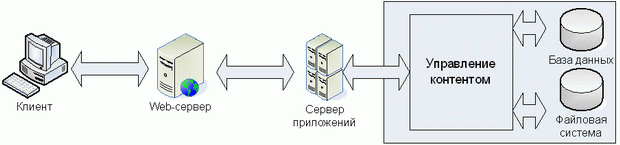 Клиент
Web-сервер
Сервер
приложений
Управление
контентом
База данных
Файловая
система